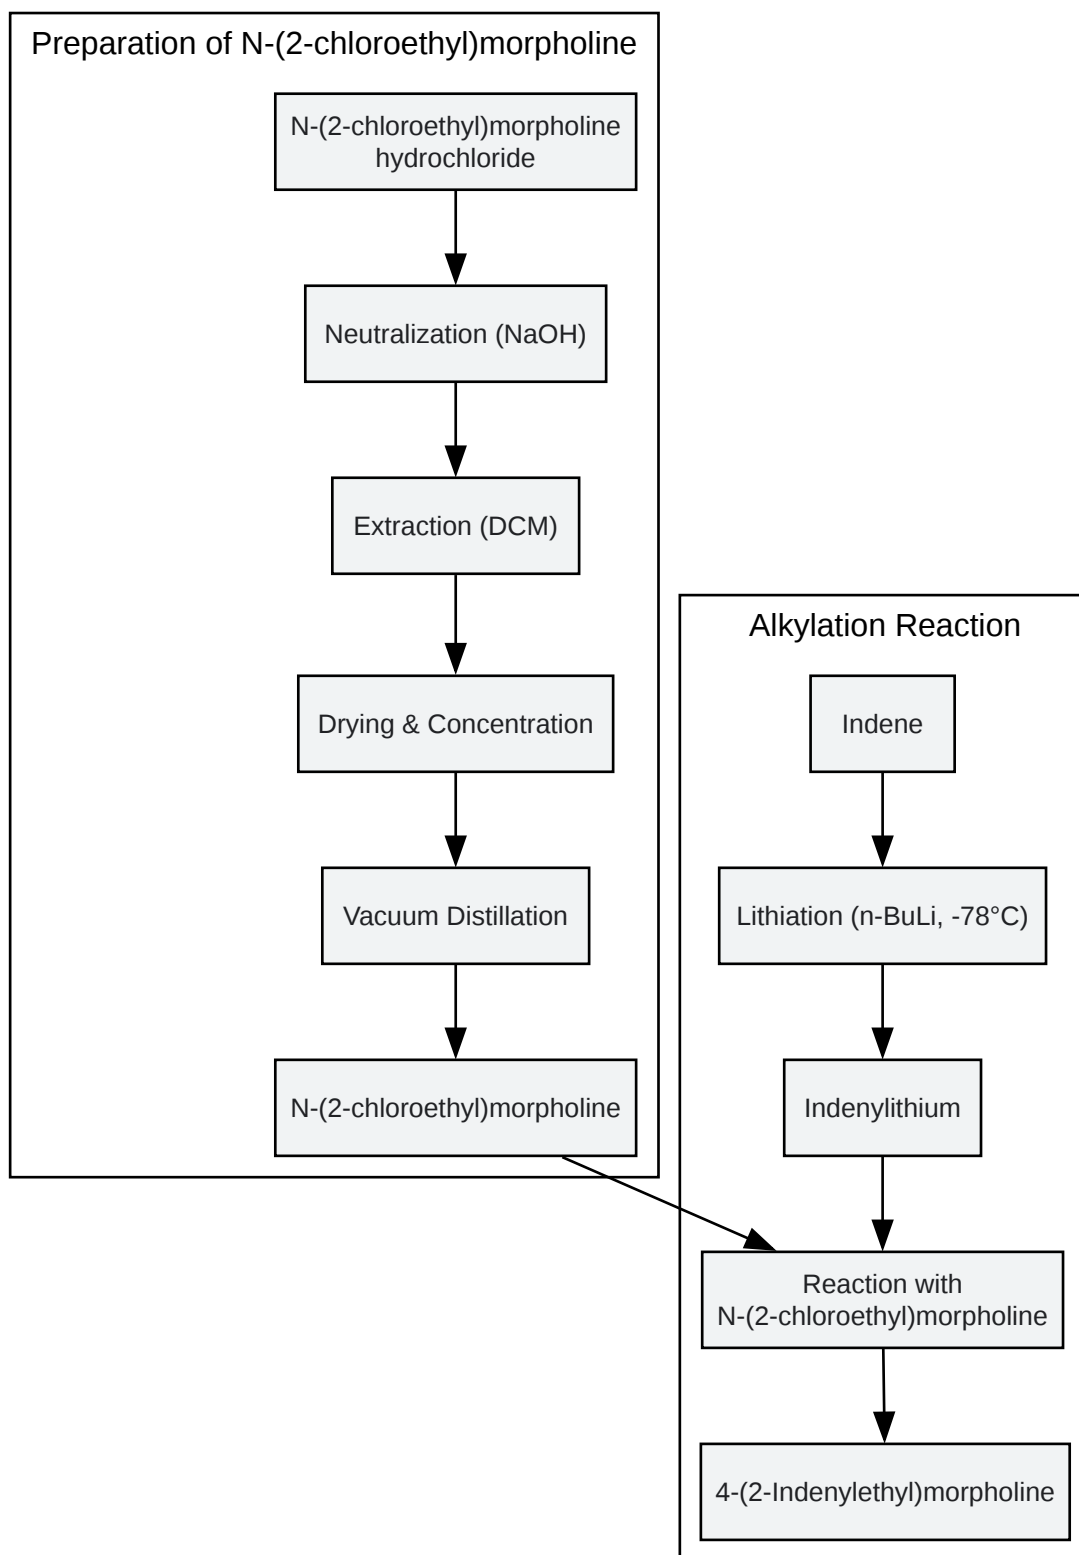 Preparation of N-(2-chloroethyl)morpholine
N-(2-chloroethyl)morpholine
hydrochloride
Neutralization (NaOH)
Extraction (DCM)
Drying & Concentration
Vacuum Distillation
N-(2-chloroethyl)morpholine
Alkylation Reaction
Indene
Lithiation (n-BuLi, -78°C)
Indenylithium
Reaction with
N-(2-chloroethyl)morpholine
4-(2-Indenylethyl)morpholine